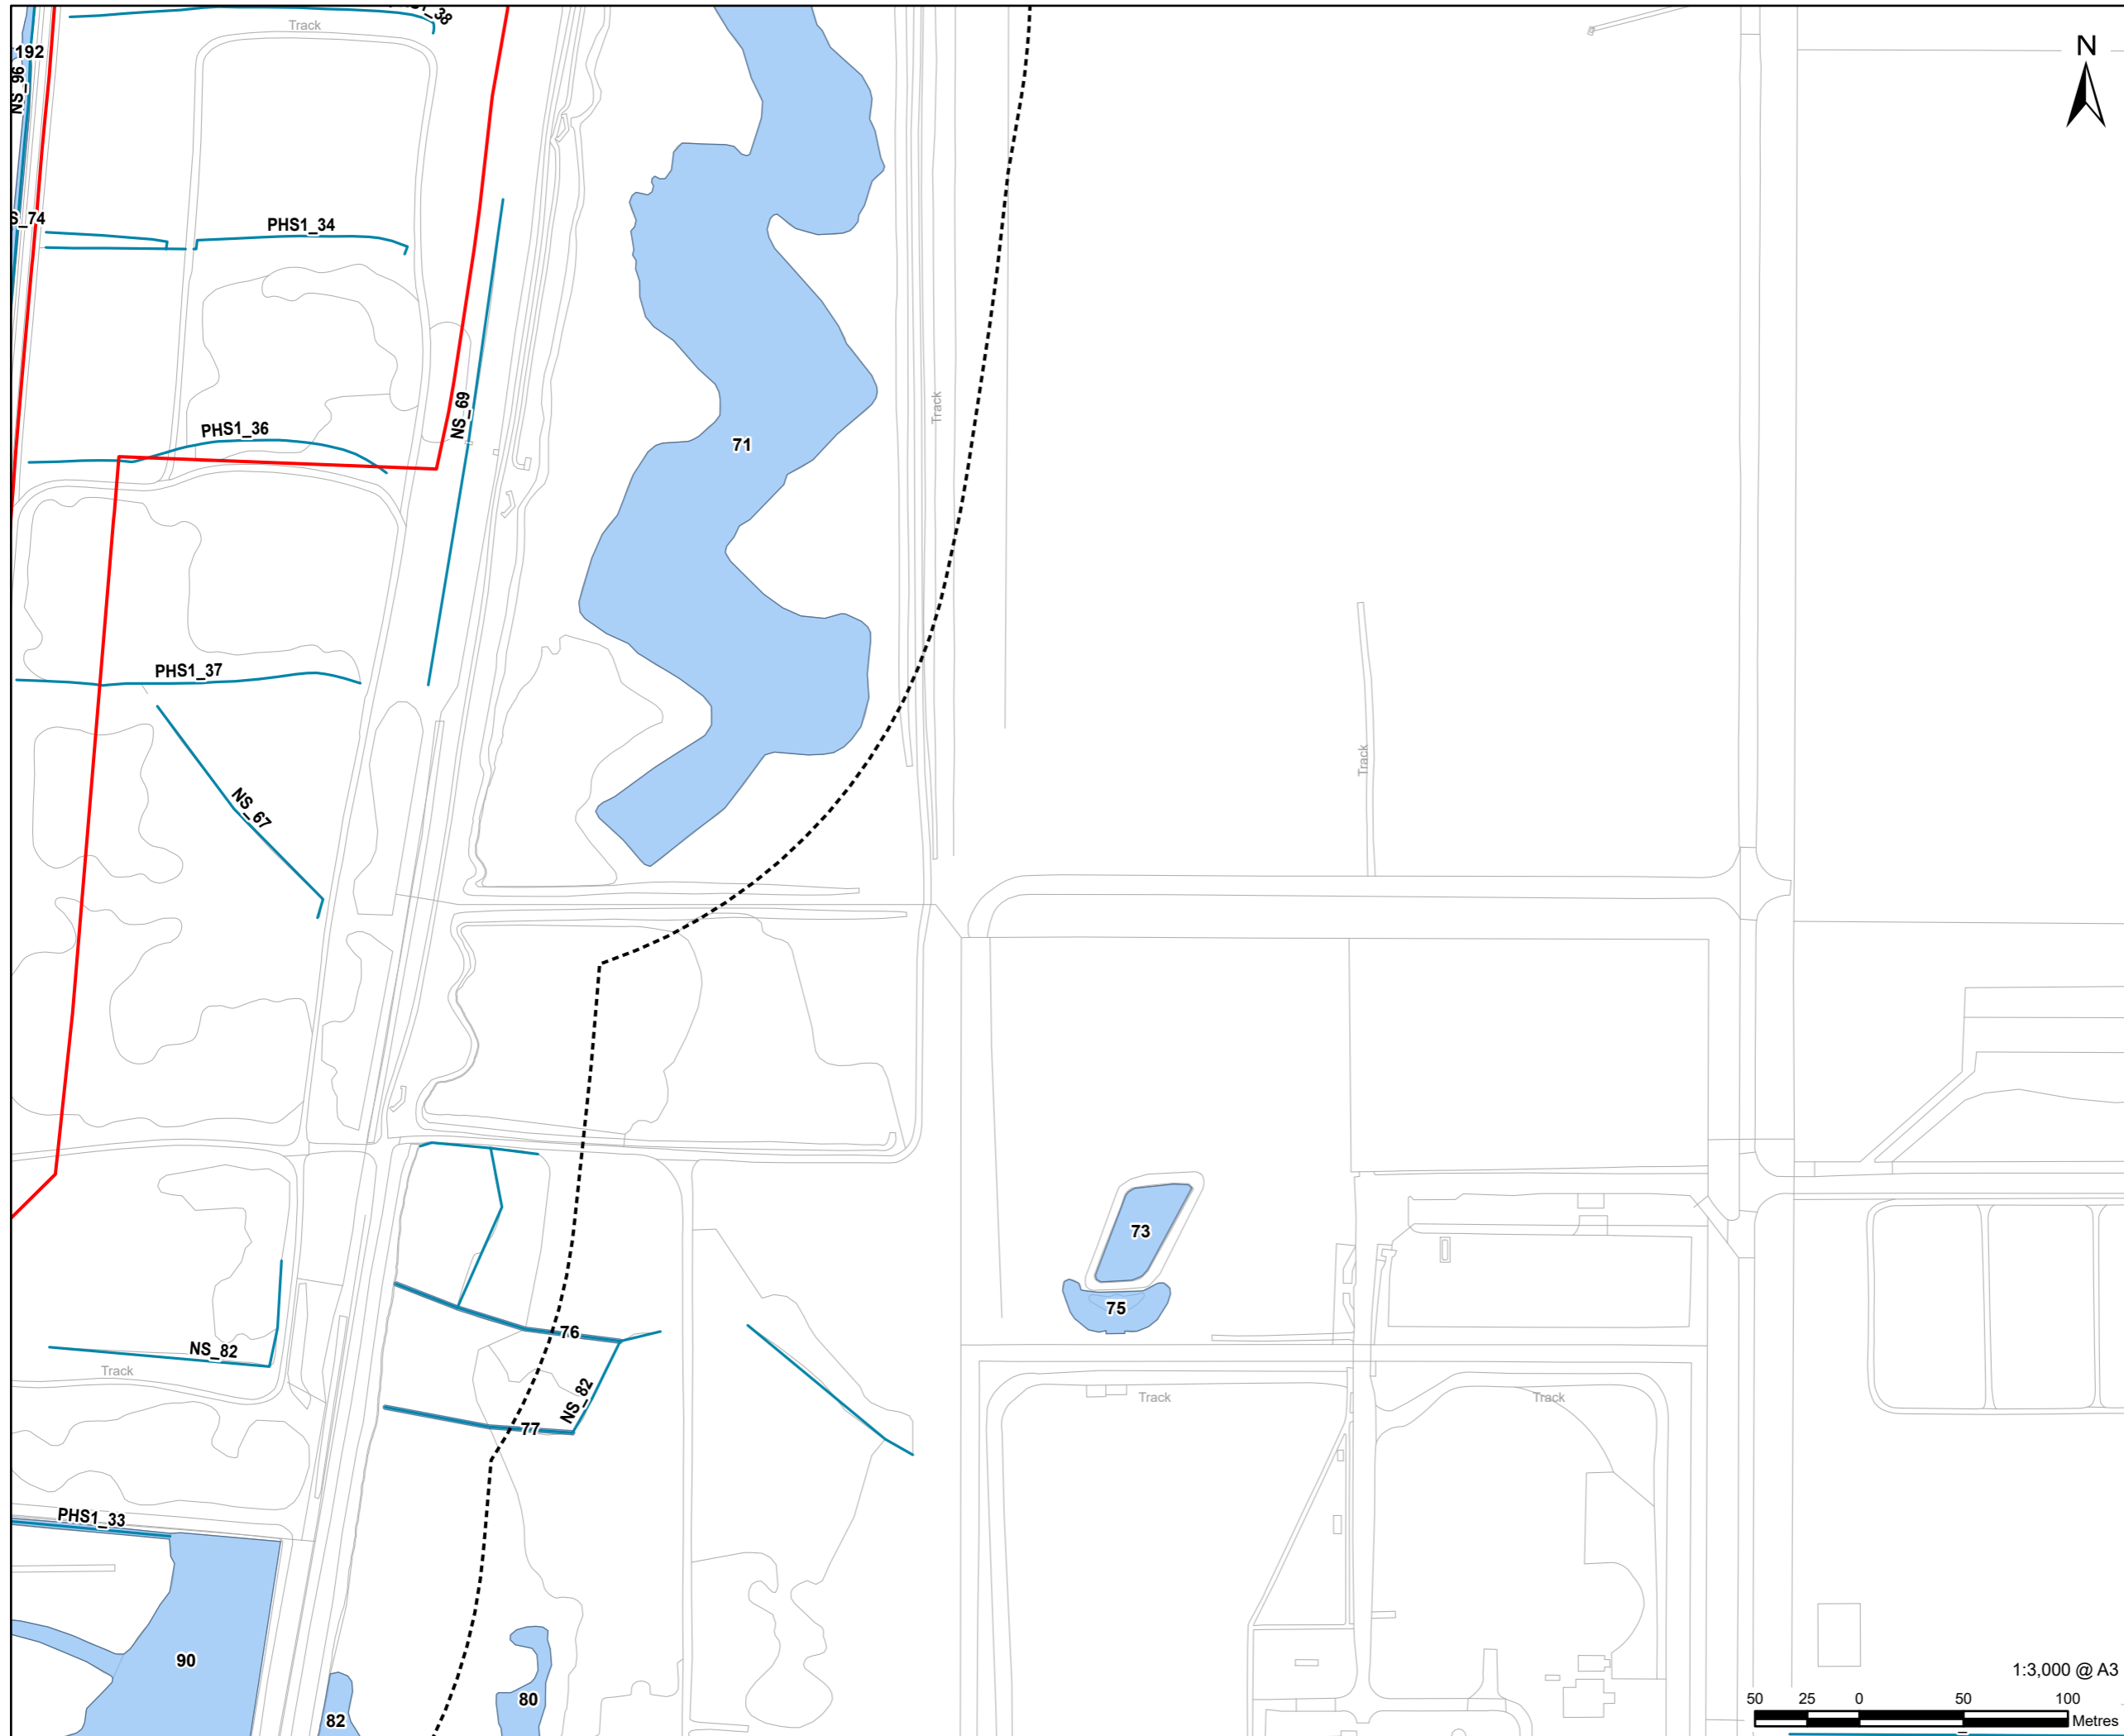 Track
192
NS_96
N
PHS1_34
Track
NS_69
PHS1_36
71
PHS1_37
Track
NS_67
73
75
76
NS_82
Track
NS_82
77
Track
Track
PHS1_33
90
80
82
1:3,000 @ A3
50 25 0 50 100
Metres